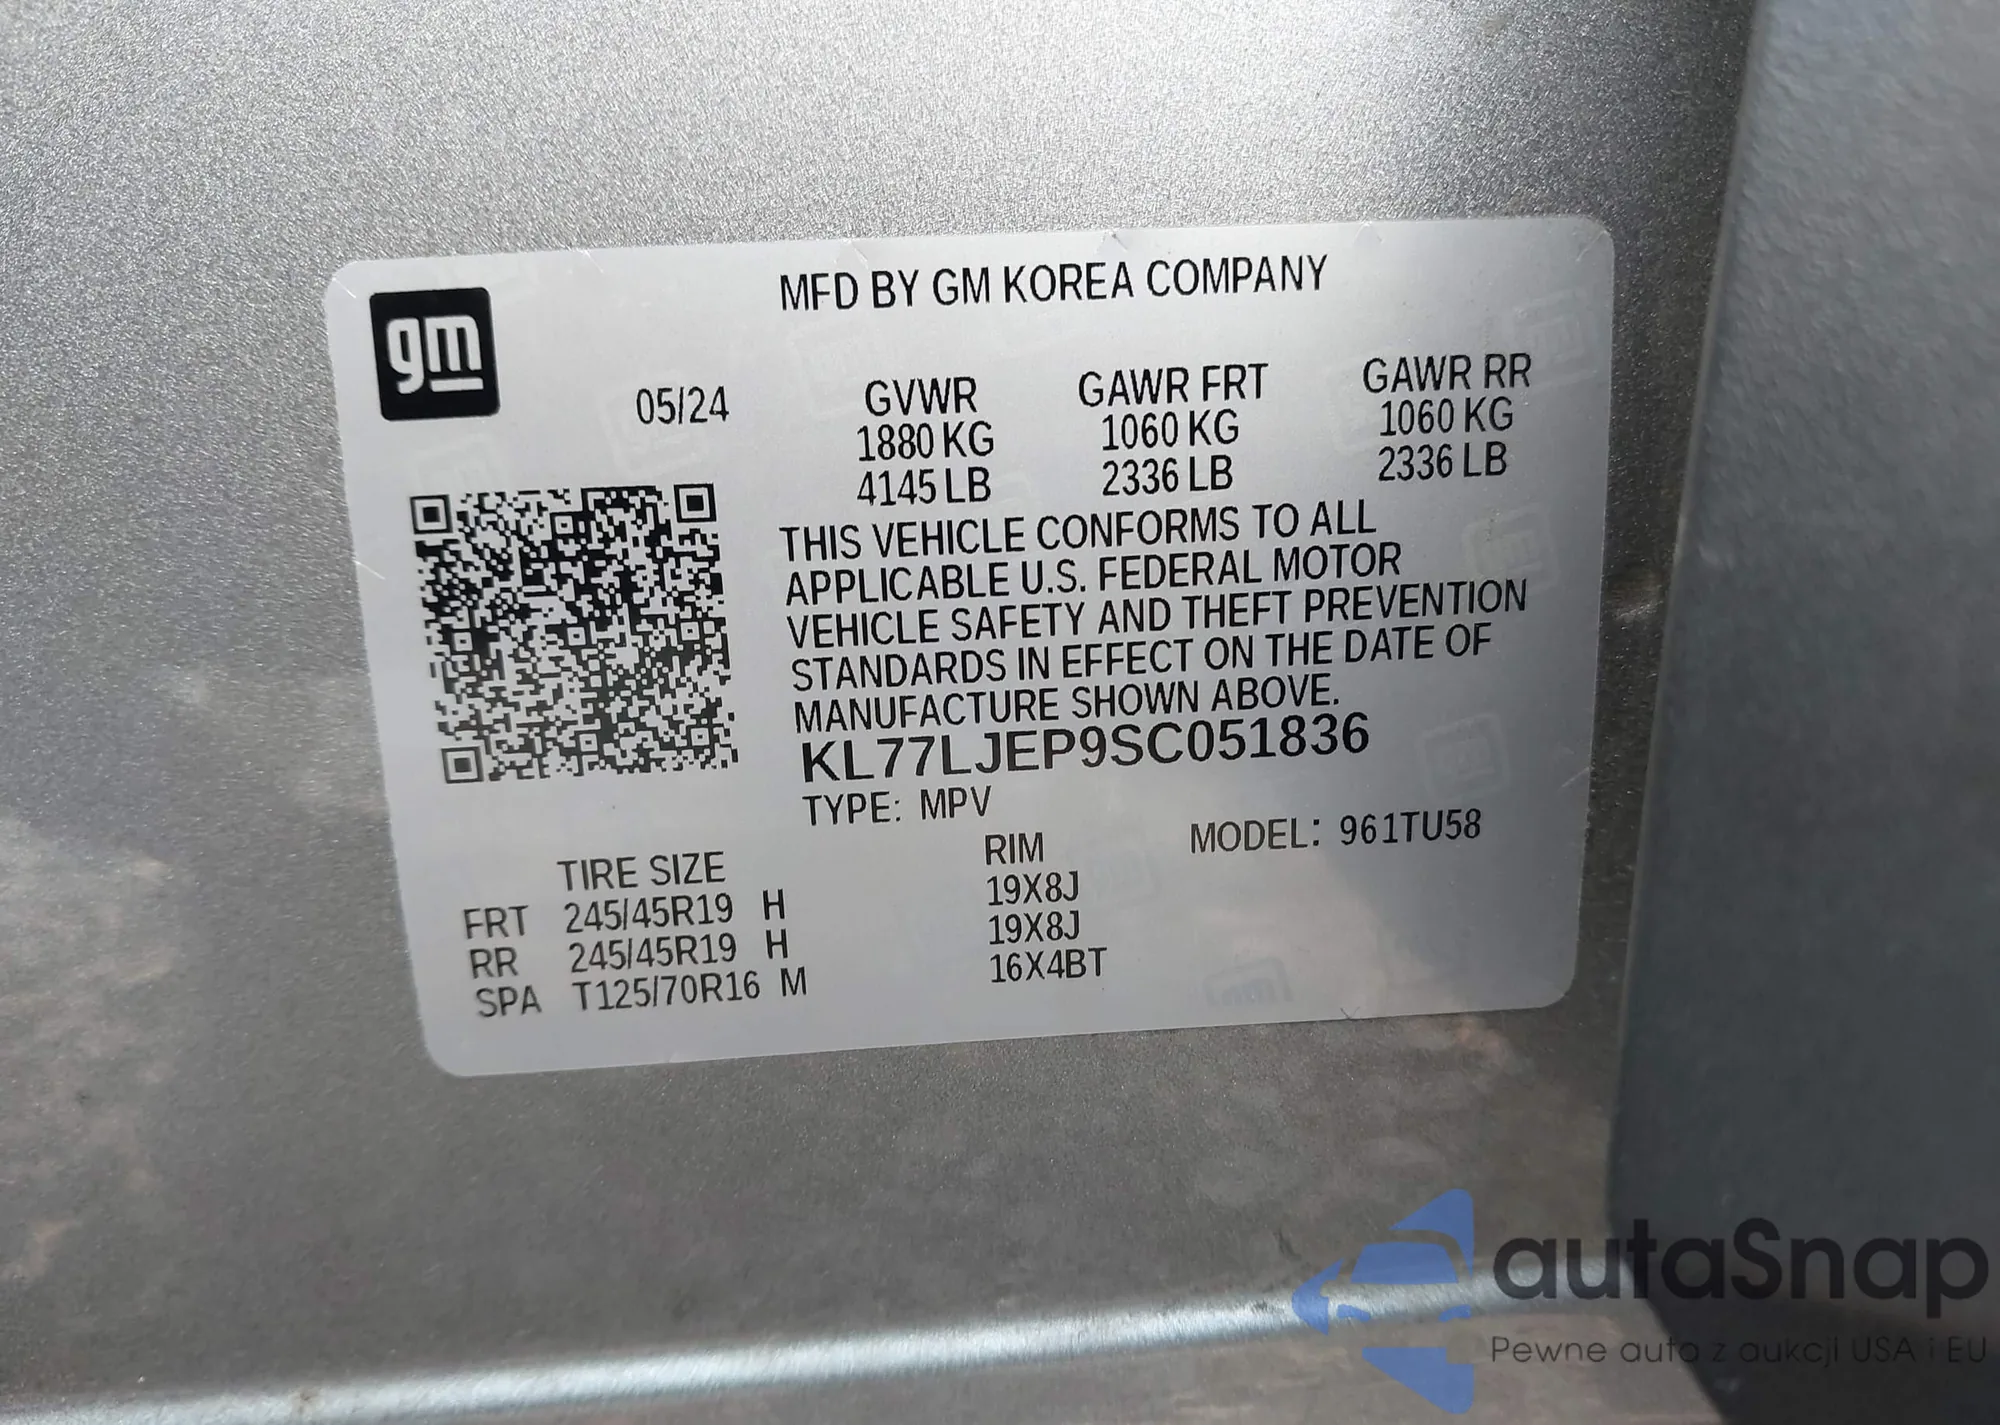 gm
MFD BY GM KOREA COMPANY
05/24 GVWR GAWR FRT GAWR RR
1880 KG 1060 KG 1060 KG
4145 LB 2336 LB 2336 LB
THIS VEHICLE CONFORMS TO ALL
APPLICABLE U.S. FEDERAL MOTOR
VEHICLE SAFETY AND THEFT PREVENTION
STANDARDS IN EFFECT ON THE DATE OF
MANUFACTURE SHOWN ABOVE.
KL77LJEP9SC051836
TYPE: MPV MODEL: 961TU58
TIRE SIZE RIM
FRT 245/45R19 H 19X8J
RR 245/45R19 H 19X8J
SPA T125/70R16 M 16X4BT
autaSnap
Pewne auto z aukcji USA i EU